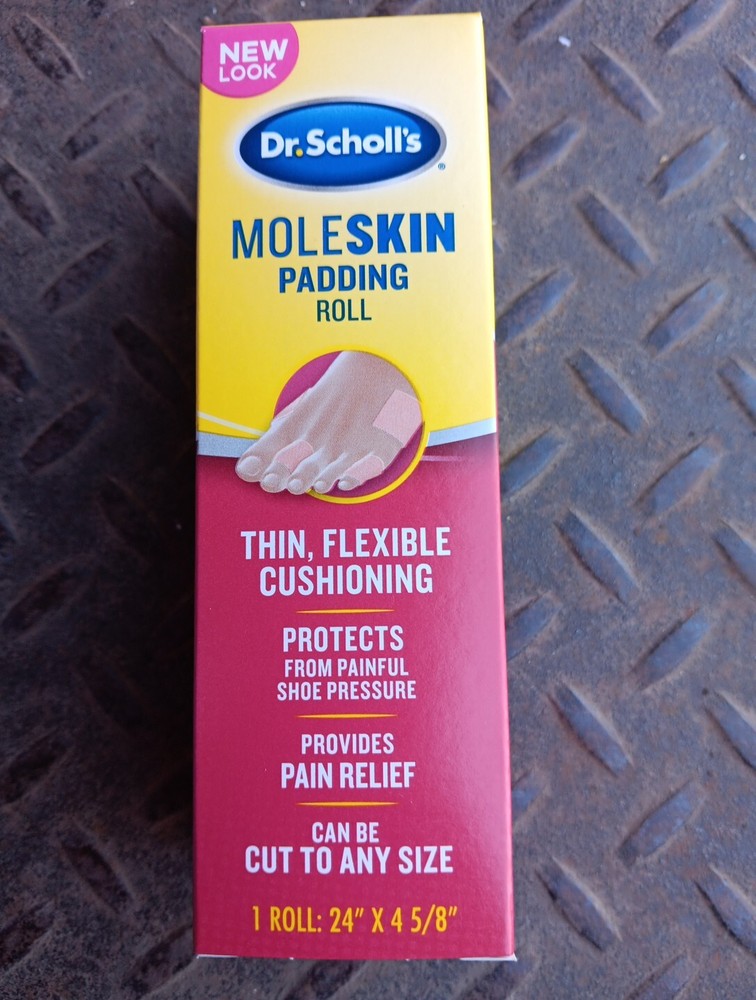 NEW
LOOK
Dr. Scholl's®
MOLESKIN
PADDING
ROLL
THIN, FLEXIBLE
CUSHIONING
PROTECTS
FROM PAINFUL
SHOE PRESSURE
PROVIDES
PAIN RELIEF
CAN BE
CUT TO ANY SIZE
1 ROLL: 24" X 4 5/8"